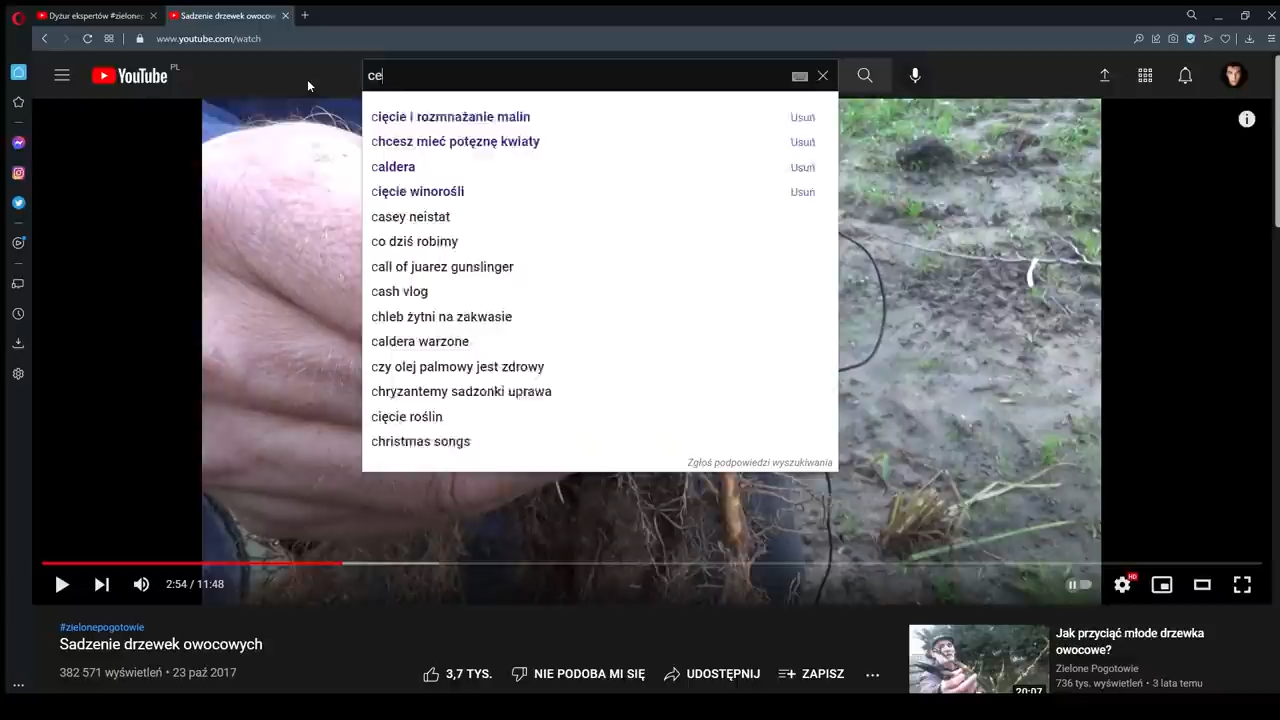 Dyżur ekspertów #zielonep
Sadzenie drzewek owocow
www.youtube.com/watch
YouTube PL
ce
cięcie i rozmnażanie malin Usuń
chcesz mieć potęznę kwiaty Usuń
caldera Usuń
cięcie winorośli Usuń
casey neistat
co dziś robimy
call of juarez gunslinger
cash vlog
chleb żytni na zakwasie
caldera warzone
czy olej palmowy jest zdrowy
chryzantemy sadzonki uprawa
cięcie roślin
christmas songs
Zgłoś podpowiedzi wyszukiwania
2:54 / 11:48
HD
#zielonepogotowie
Sadzenie drzewek owocowych
382 571 wyświetleń • 23 paź 2017
3,7 TYS. NIE PODOBA MI SIĘ UDOSTĘPNIJ ZAPISZ
Jak przyciąć młode drzewka
owocowe?
Zielone Pogotowie
736 tys. wyświetleń • 3 lata temu
20:07